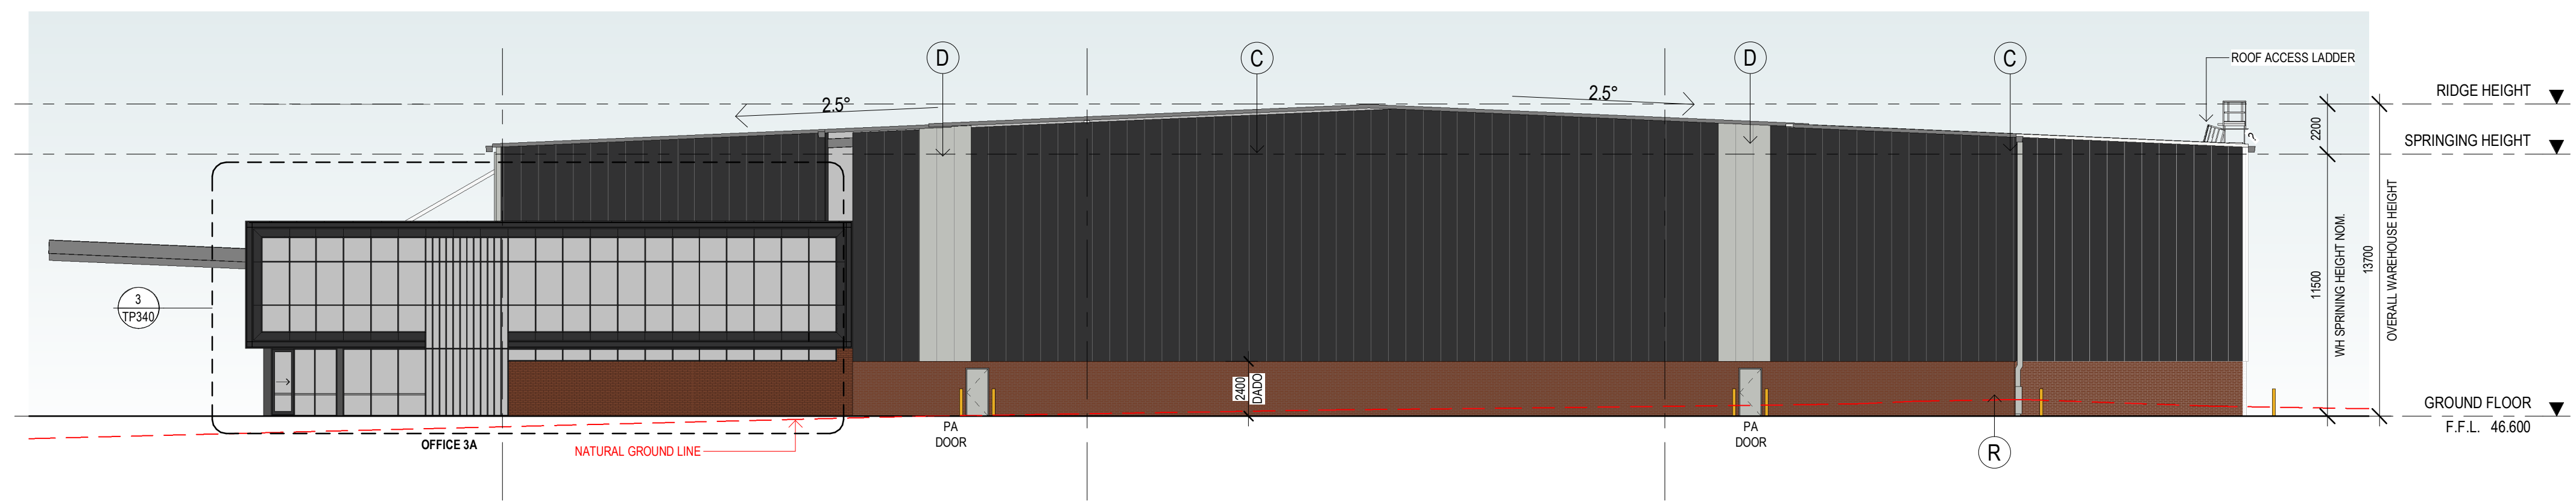 D
C
D
C
ROOF ACCESS LADDER
2.5°
2.5°
RIDGE HEIGHT
2200
SPRINGING HEIGHT
3
TP340
11500
WH SPRINING HEIGHT NOM.
13700
OVERALL WAREHOUSE HEIGHT
2400
DADO
GROUND FLOOR
F.F.L. 46.600
OFFICE 3A
NATURAL GROUND LINE
PA
DOOR
PA
DOOR
R